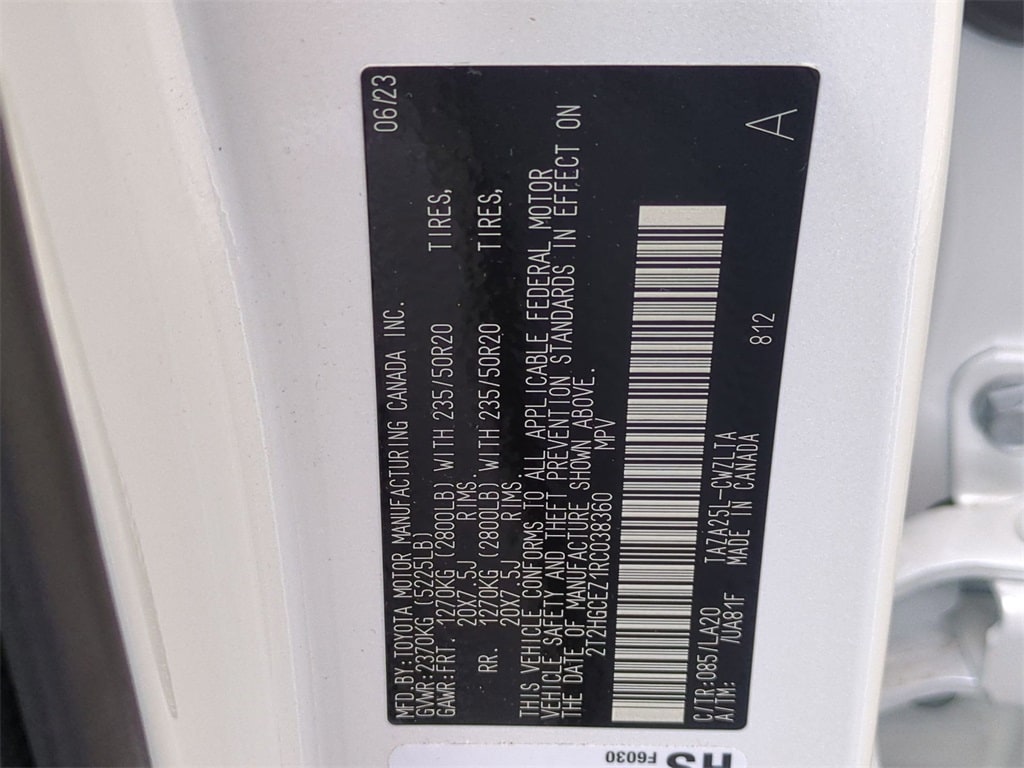 MFD.BY:TOYOTA MOTOR MANUFACTURING CANADA INC. 06/23
GVWR:2370KG (5225LB)
GAWR:FRT. 1270KG (2800LB) WITH 235/50R20 TIRES,
20X7.5J RIMS.
RR. 1270KG (2800LB) WITH 235/50R20 TIRES,
20X7.5J RIMS.
THIS VEHICLE CONFORMS TO ALL APPLICABLE FEDERAL MOTOR
VEHICLE SAFETY AND THEFT PREVENTION STANDARDS IN EFFECT ON
THE DATE OF MANUFACTURE SHOWN ABOVE.
2T2HGCEZ1RC038360 MPV
C/TR:085/LA20 TAZA25L-CWZLTA 812 A
A/TM: /UA81F MADE IN CANADA
HS
F6030